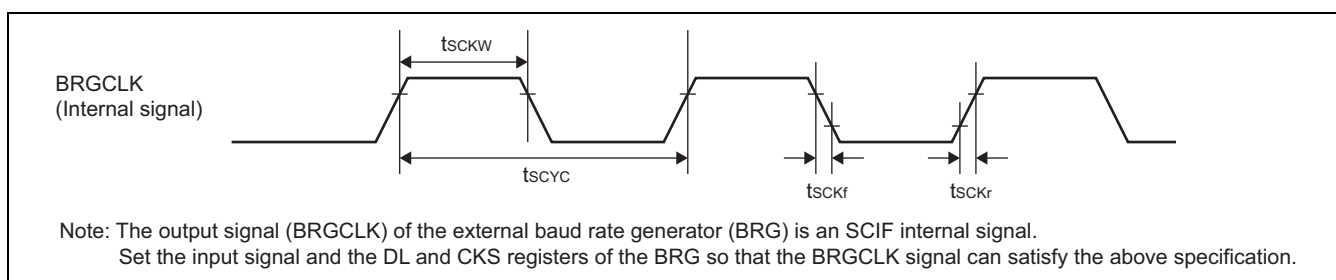 tSCKW
BRGCLK
(Internal signal)
tSCYC
tSCKf
tSCKr
Note: The output signal (BRGCLK) of the external baud rate generator (BRG) is an SCIF internal signal.
Set the input signal and the DL and CKS registers of the BRG so that the BRGCLK signal can satisfy the above specification.